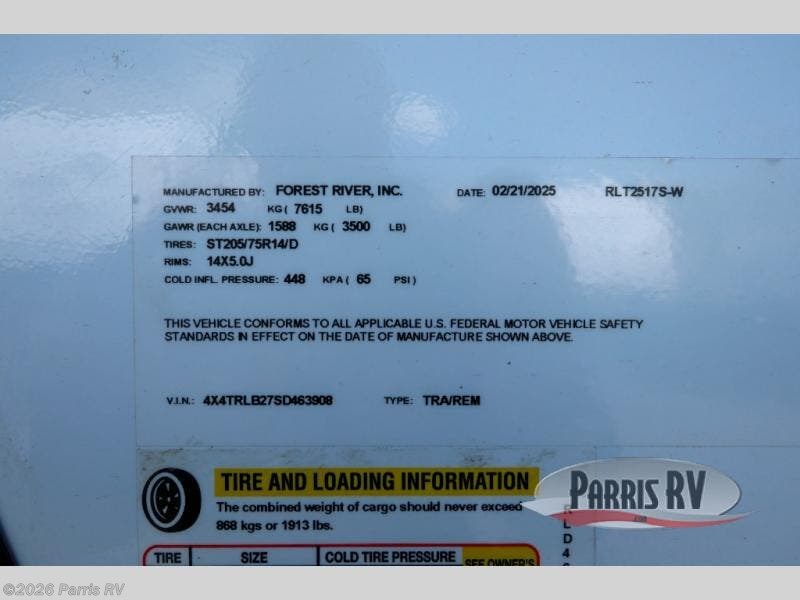 MANUFACTURED BY: FOREST RIVER, INC. DATE: 02/21/2025 RLT2517S-W
GVWR: 3454 KG ( 7615 LB)
GAWR (EACH AXLE): 1588 KG ( 3500 LB)
TIRES: ST205/75R14/D
RIMS: 14X5.0J
COLD INFL. PRESSURE: 448 KPA ( 65 PSI )
THIS VEHICLE CONFORMS TO ALL APPLICABLE U.S. FEDERAL MOTOR VEHICLE SAFETY
STANDARDS IN EFFECT ON THE DATE OF MANUFACTURE SHOWN ABOVE.
V.I.N.: 4X4TRLB27SD463908 TYPE: TRA/REM
TIRE AND LOADING INFORMATION
The combined weight of cargo should never exceed
868 kgs or 1913 lbs.
PARRIS RV
.com
R
L
D
4
TIRE SIZE COLD TIRE PRESSURE SEE OWNER'S
©2026 Parris RV